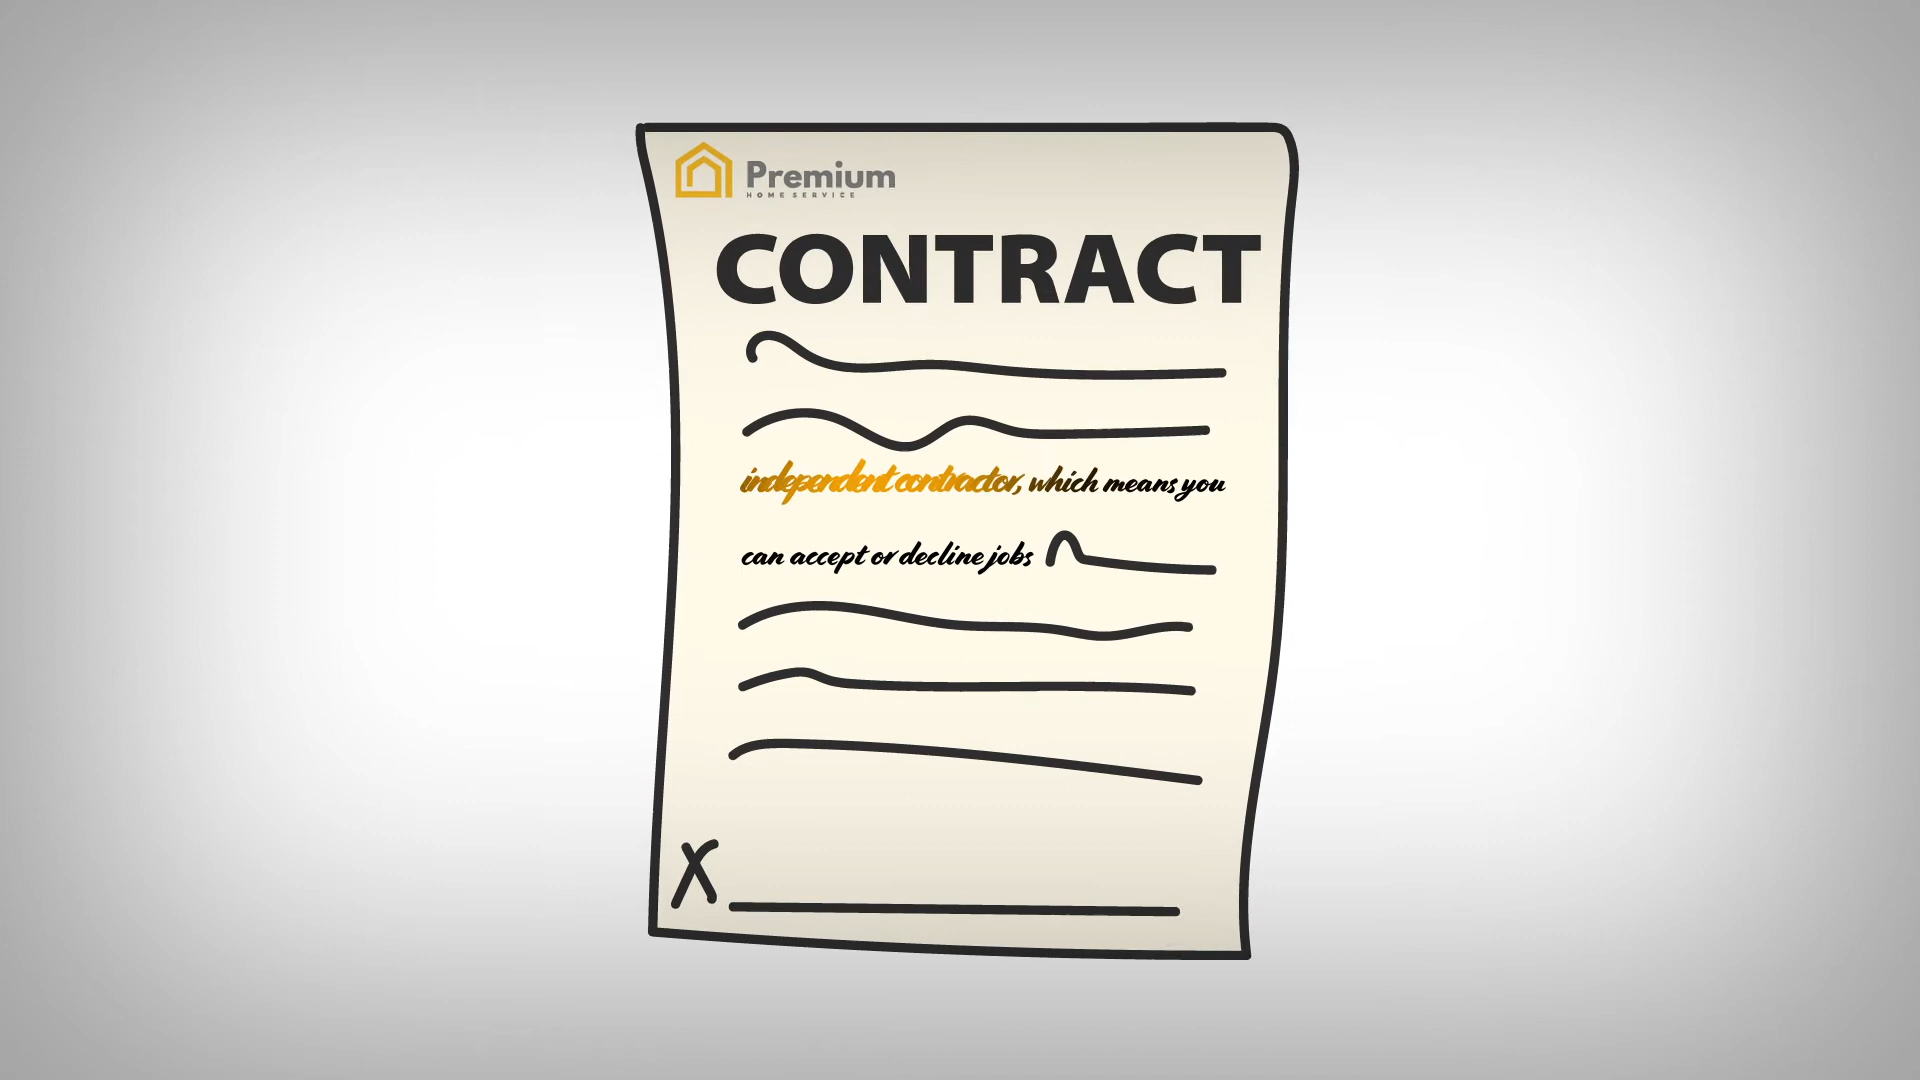 Premium
HOME SERVICE
CONTRACT
independent contractor, which means you
can accept or decline jobs
X